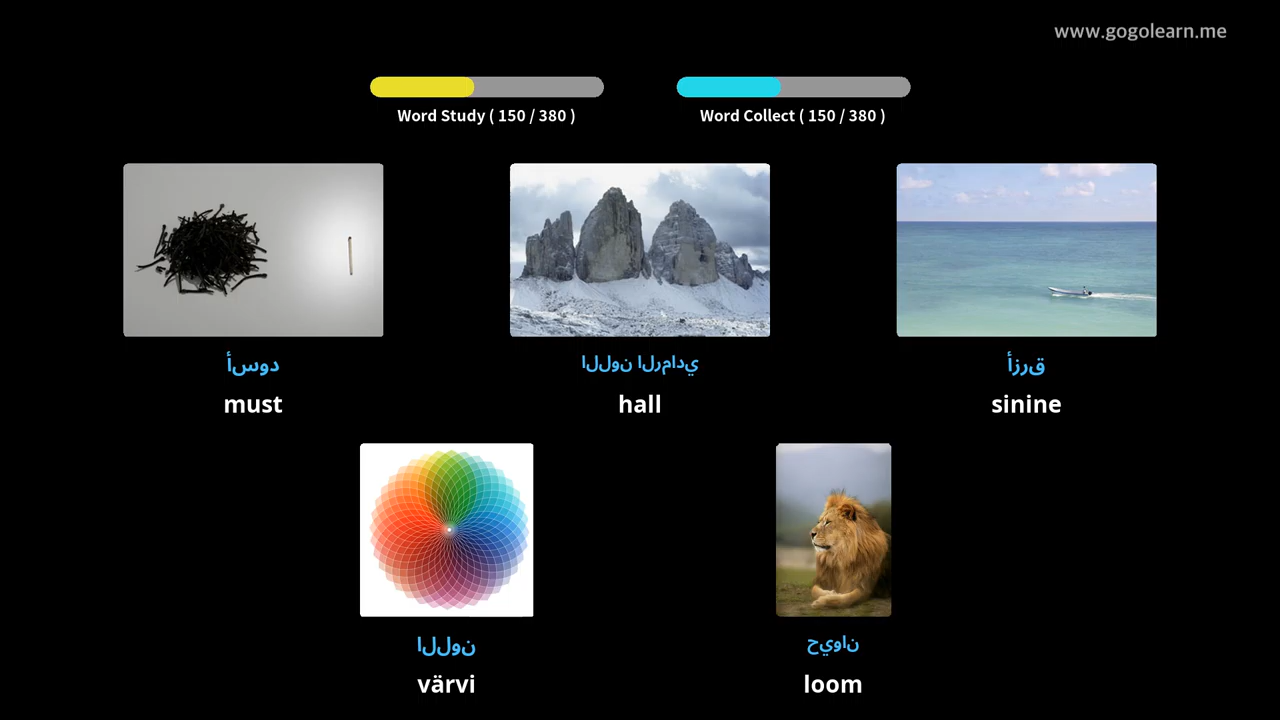 www.gogolearn.me
Word Study ( 150 / 380 )
Word Collect ( 150 / 380 )
أسود
must
اللون الرمادي
hall
أزرق
sinine
اللون
värvi
حيوان
loom